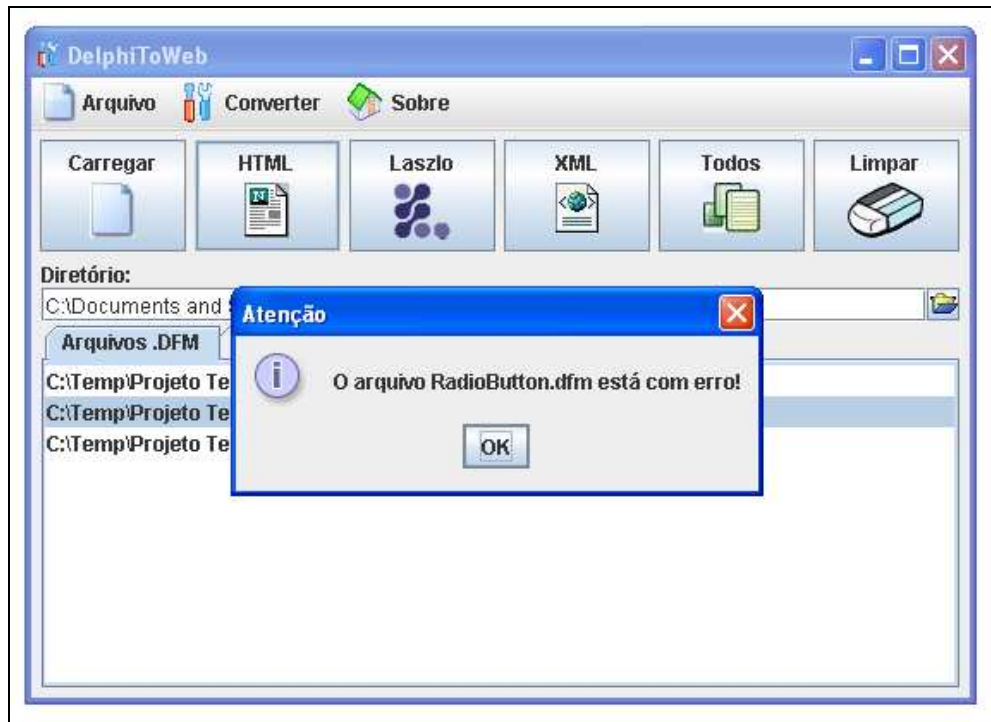 DelphiToWeb
Arquivo Converter Sobre
Carregar HTML Laszlo XML Todos Limpar
Diretório:
C:\Documents and
Atenção
Arquivos .DFM
O arquivo RadioButton.dfm está com erro!
C:\Temp\Projeto Te
C:\Temp\Projeto Te
C:\Temp\Projeto Te
OK